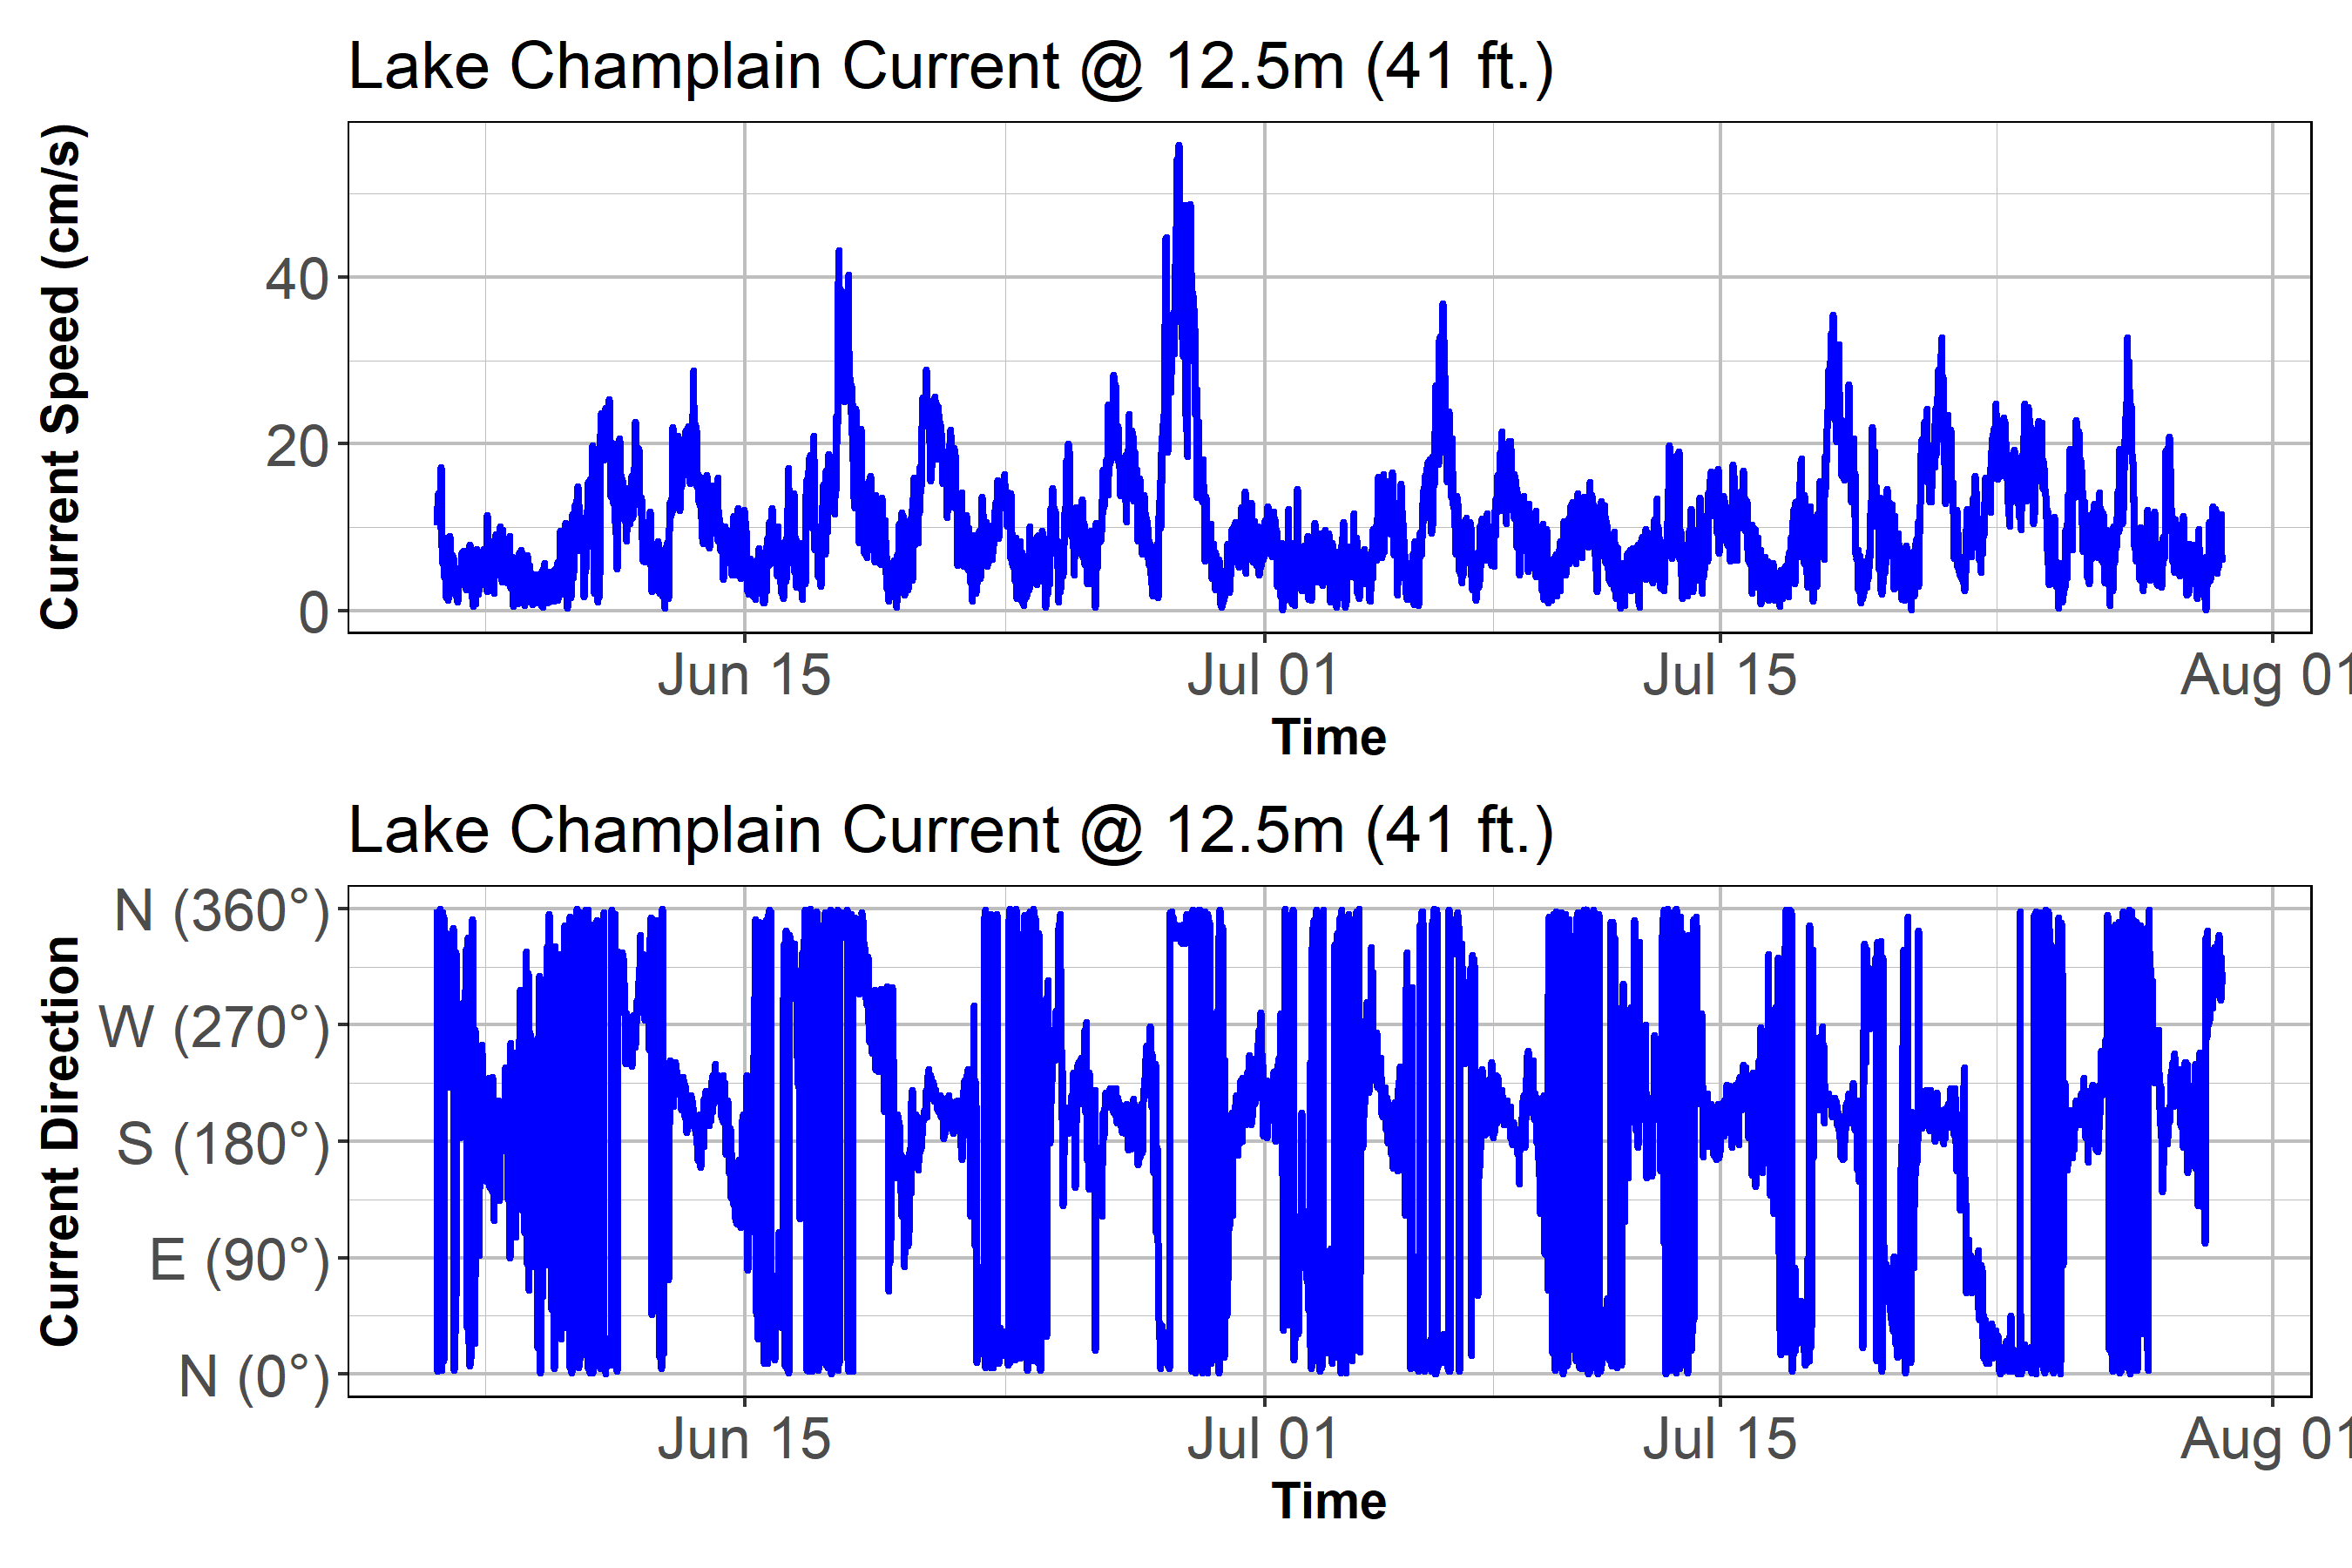 Lake Champlain Current @ 12.5m (41 ft.)
Current Speed (cm/s)
40
20
0
Jun 15
Jul 01
Jul 15
Aug 01
Time
Lake Champlain Current @ 12.5m (41 ft.)
Current Direction
N (360°)
W (270°)
S (180°)
E (90°)
N (0°)
Jun 15
Jul 01
Jul 15
Aug 01
Time